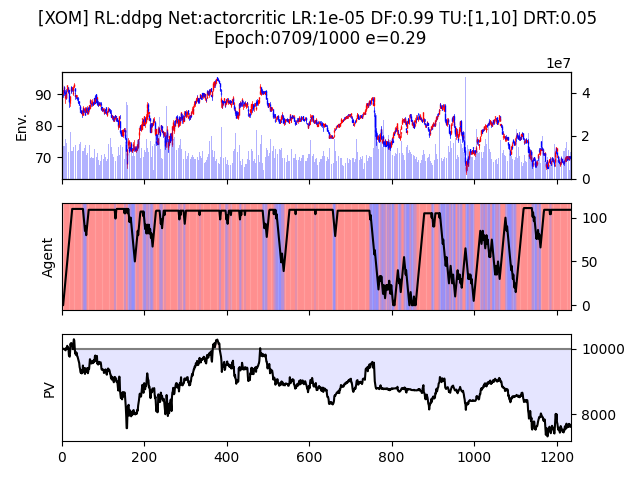 [XOM] RL:ddpg Net:actorcritic LR:1e-05 DF:0.99 TU:[1,10] DRT:0.05
Epoch:0709/1000 e=0.29
1e7
Env.
90
80
70
4
2
0
Agent
100
50
0
PV
10000
8000
0 200 400 600 800 1000 1200